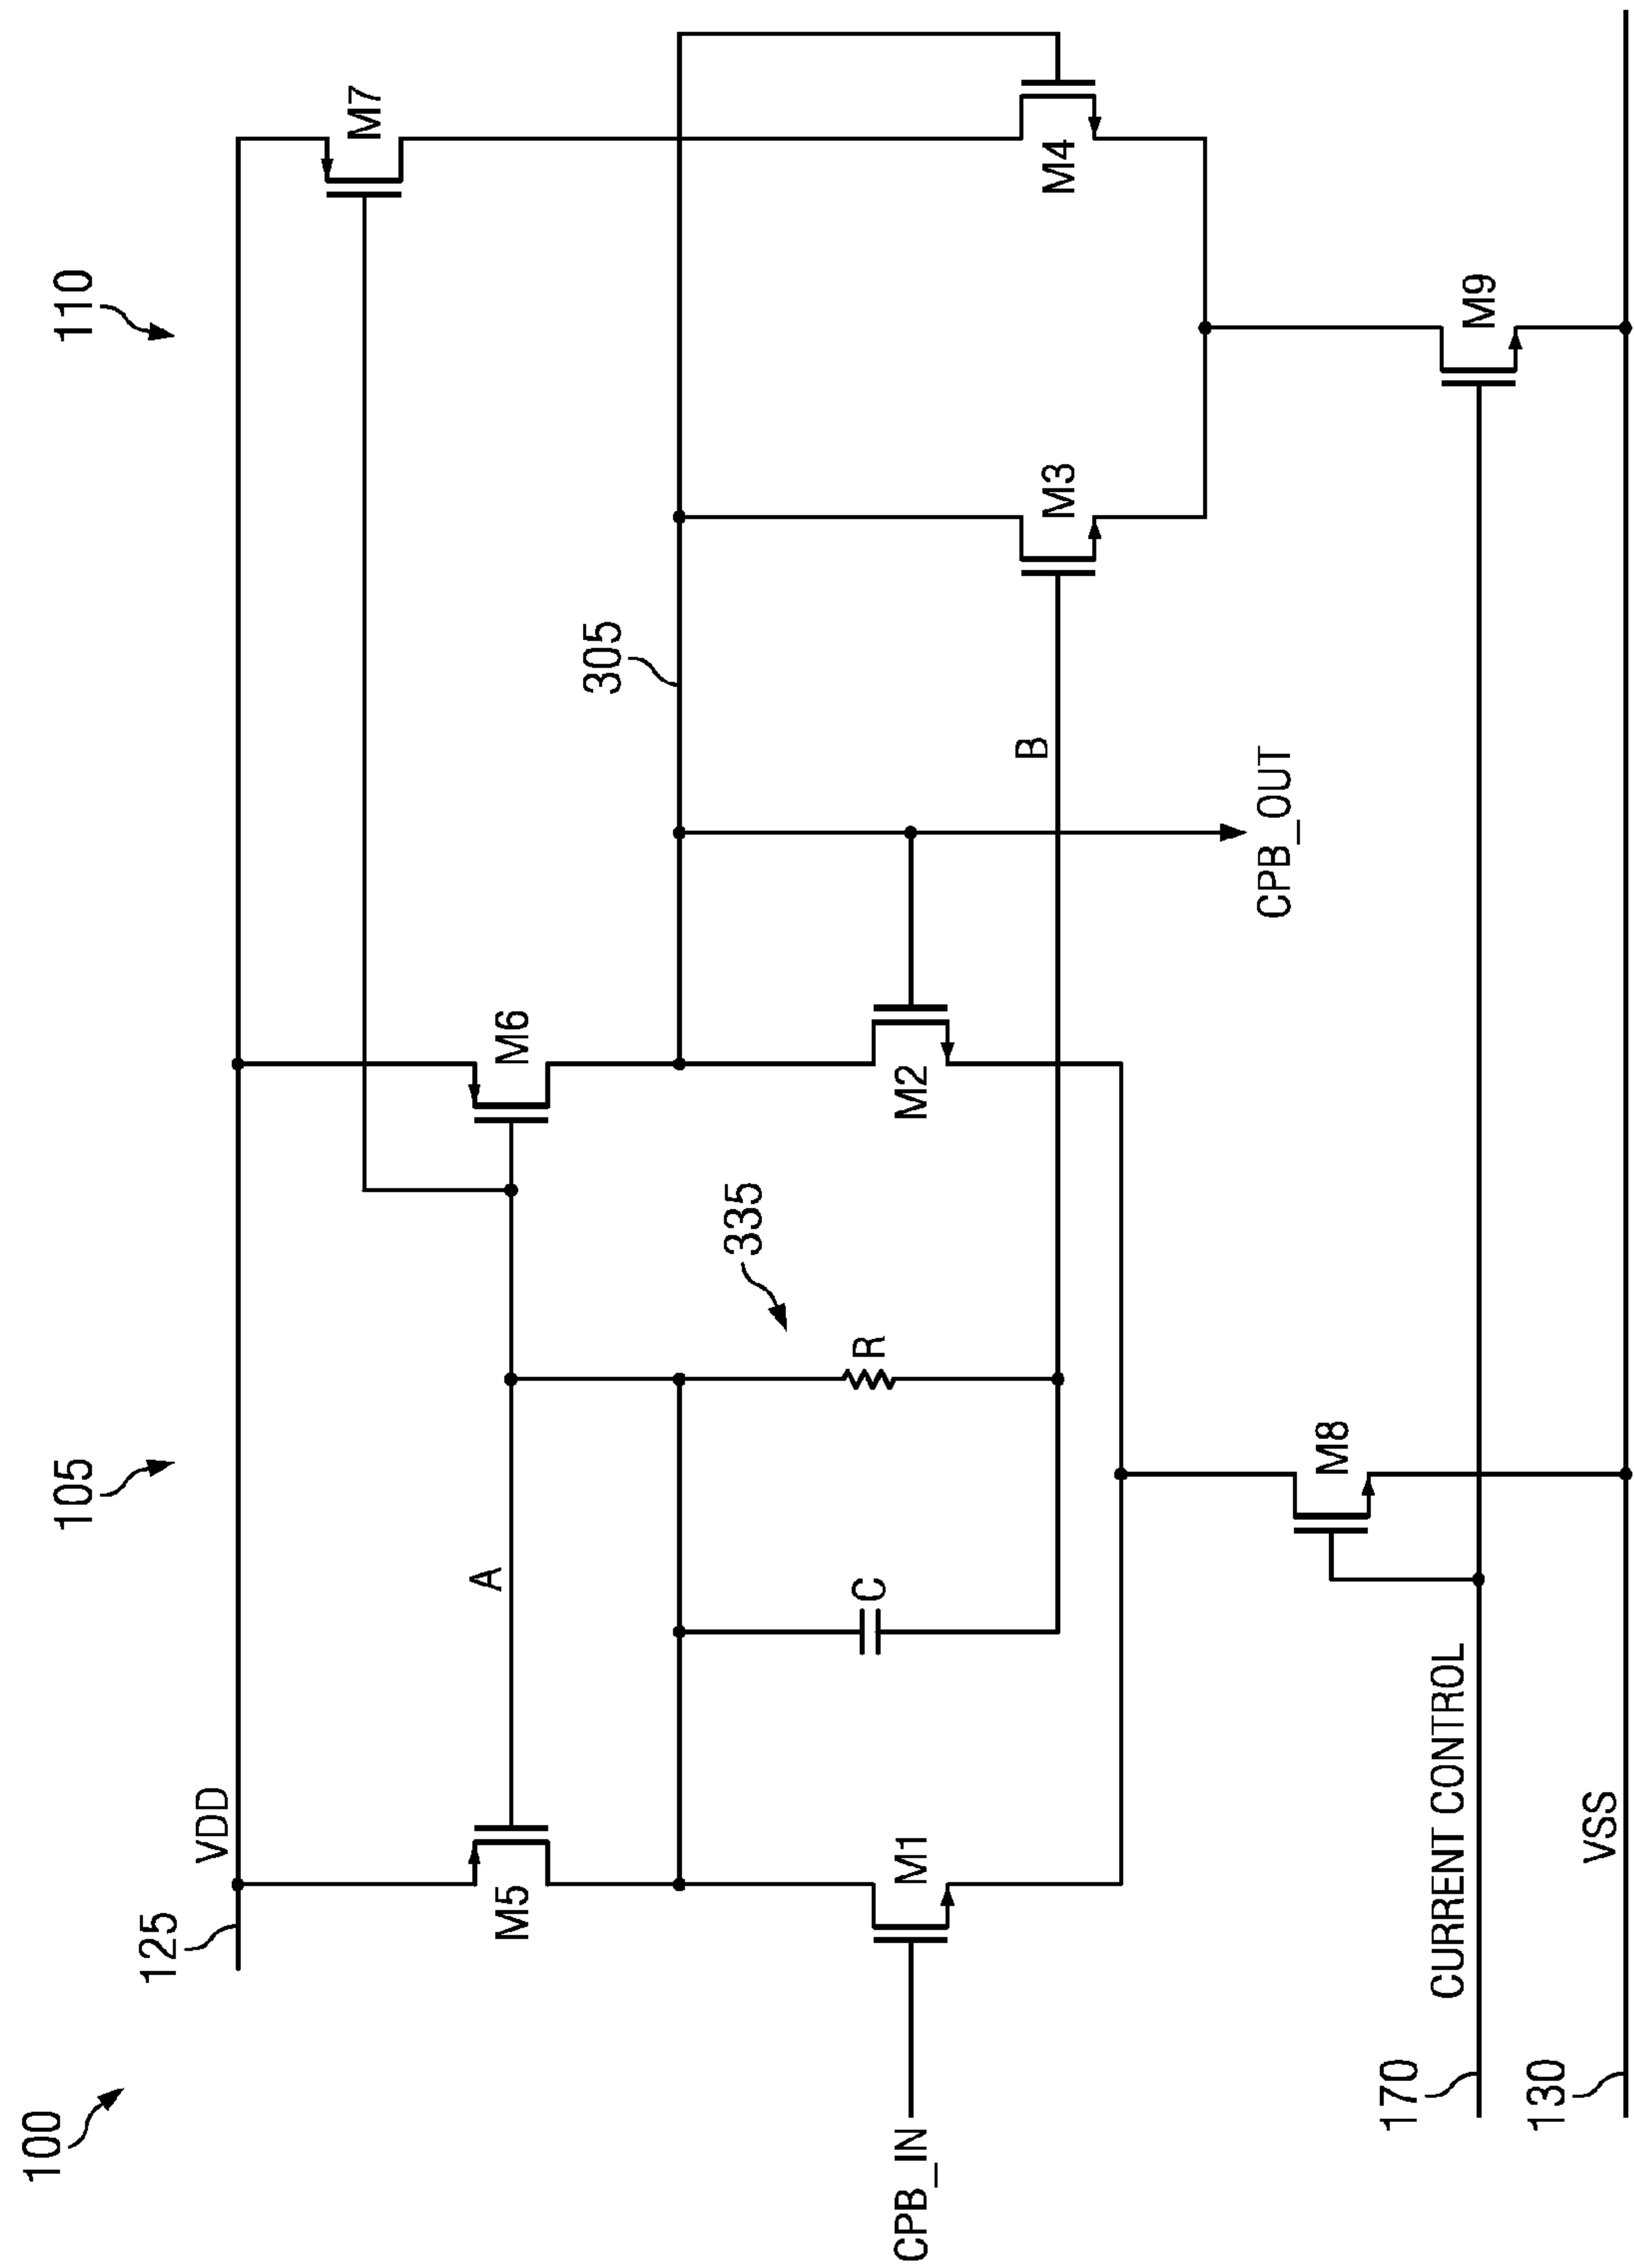 100
105
110
125
VDD
M5
A
M6
M7
335
305
C
R
M1
M2
B
M3
M4
CPB_IN
CPB_OUT
M8
M9
170
CURRENT CONTROL
130
VSS